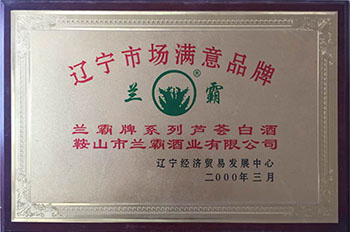 辽宁市场满意品牌
兰 ® 霸
兰霸牌系列芦荟白酒
鞍山市兰霸酒业有限公司
辽宁经济贸易发展中心
二000年三月